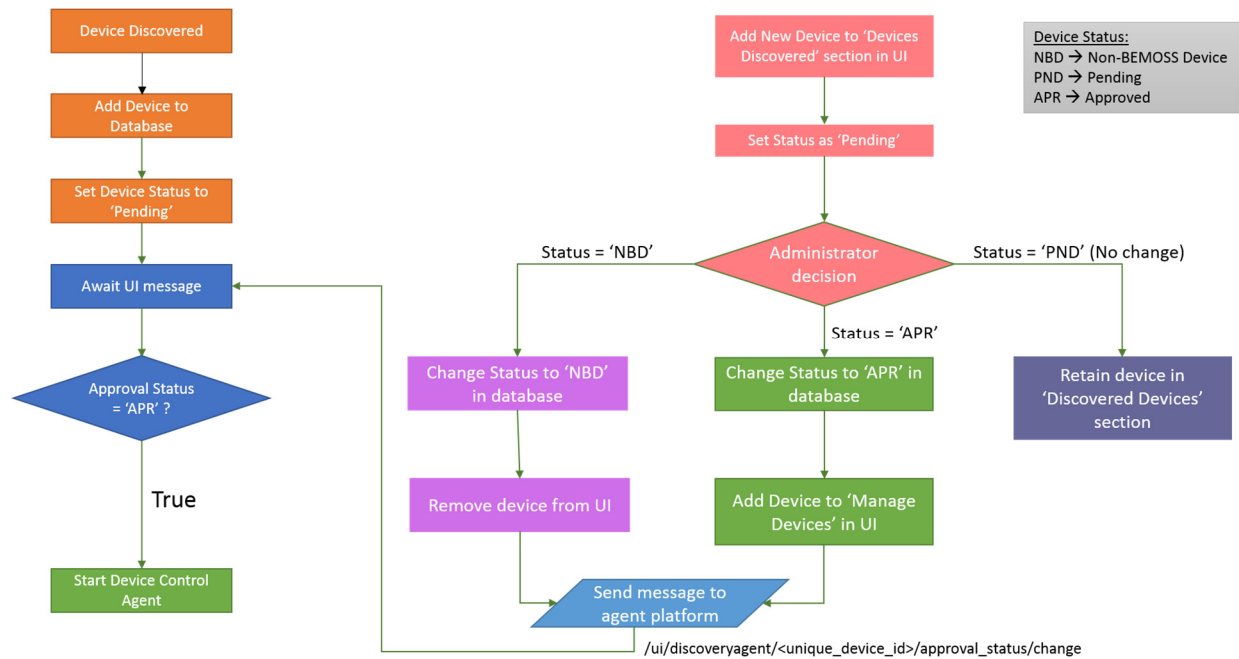 Device Discovered
Add Device to
Database
Set Device Status to
‘Pending’
Await UI message
Approval Status
= ‘APR’ ?
True
Start Device Control
Agent
Add New Device to ‘Devices
Discovered’ section in UI
Set Status as ‘Pending’
Administrator
decision
Status = ‘NBD’
Status = ‘PND’ (No change)
Status = ‘APR’
Change Status to ‘NBD’
in database
Remove device from UI
Change Status to ‘APR’ in
database
Add Device to ‘Manage
Devices’ in UI
Retain device in
‘Discovered Devices’
section
Send message to
agent platform
/ui/discoveryagent/<unique_device_id>/approval_status/change
Device Status:
NBD → Non-BEMOSS Device
PND → Pending
APR → Approved